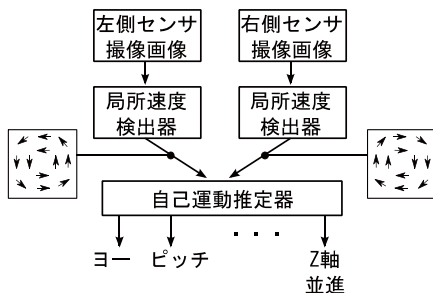 左側センサ
撮像画像
右側センサ
撮像画像
局所速度
検出器
局所速度
検出器
自己運動推定器
・・・
ヨー
ピッチ
Z軸
並進